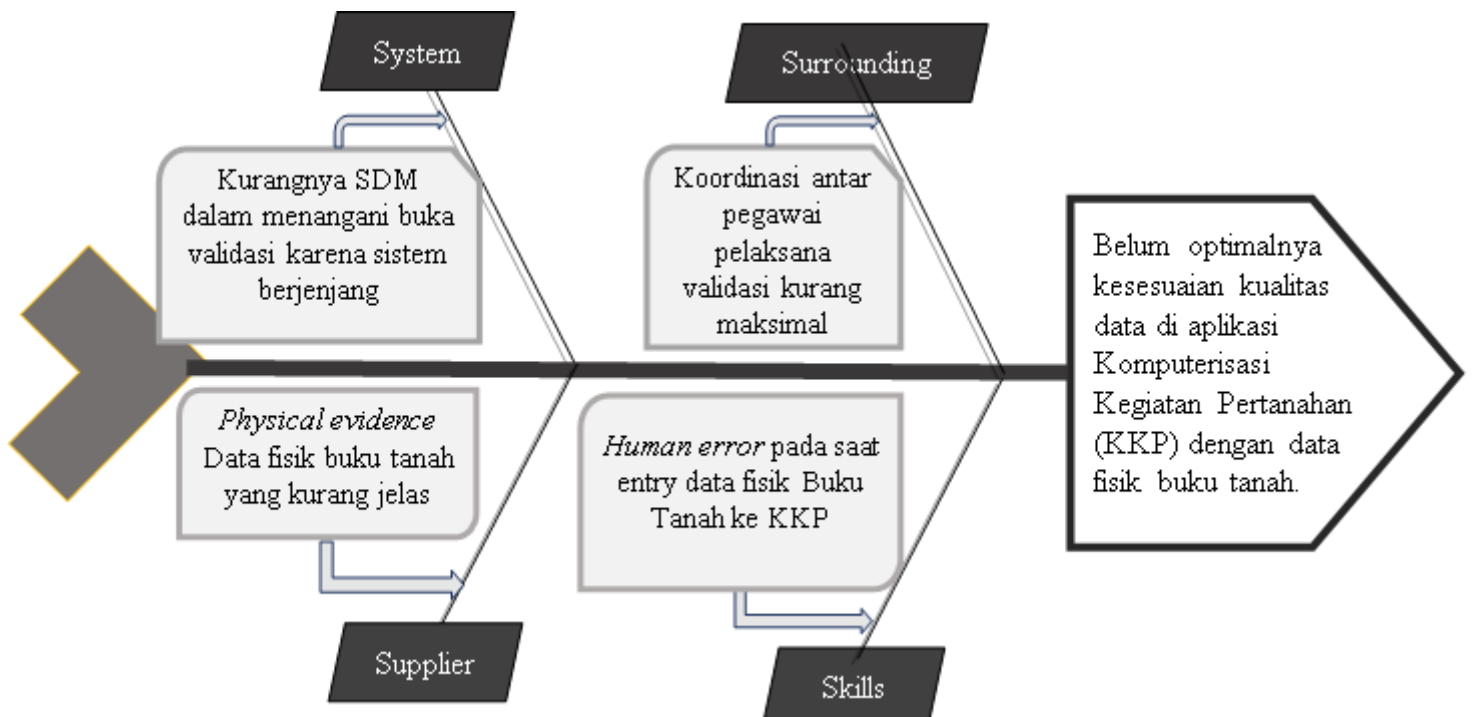 System
Surrounding
Kurangnya SDM
dalam menangani buka
validasi karena sistem
berjenjang
Koordinasi antar
pegawai
pelaksana
validasi kurang
maksimal
Belum optimalnya
kesesuaian kualitas
data di aplikasi
Komputerisasi
Kegiatan Pertanahan
(KKP) dengan data
fisik buku tanah.
Physical evidence
Data fisik buku tanah
yang kurang jelas
Human error pada saat
entry data fisik Buku
Tanah ke KKP
Supplier
Skills